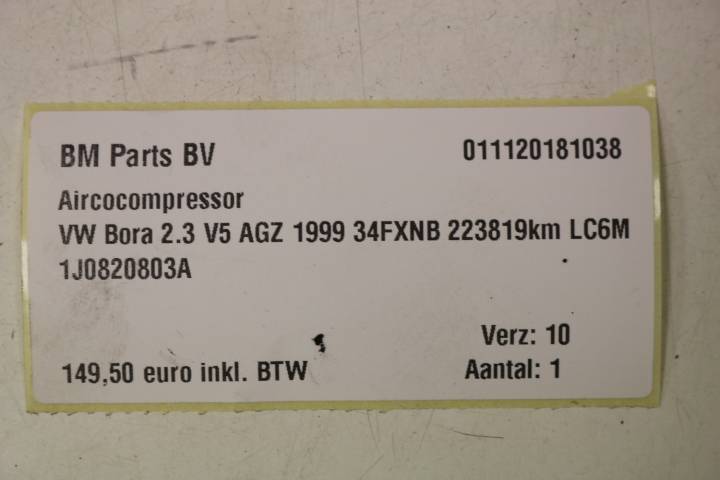 BM Parts BV 011120181038
Aircocompressor
VW Bora 2.3 V5 AGZ 1999 34FXNB 223819km LC6M
1J0820803A
Verz: 10
149,50 euro inkl. BTW Aantal: 1